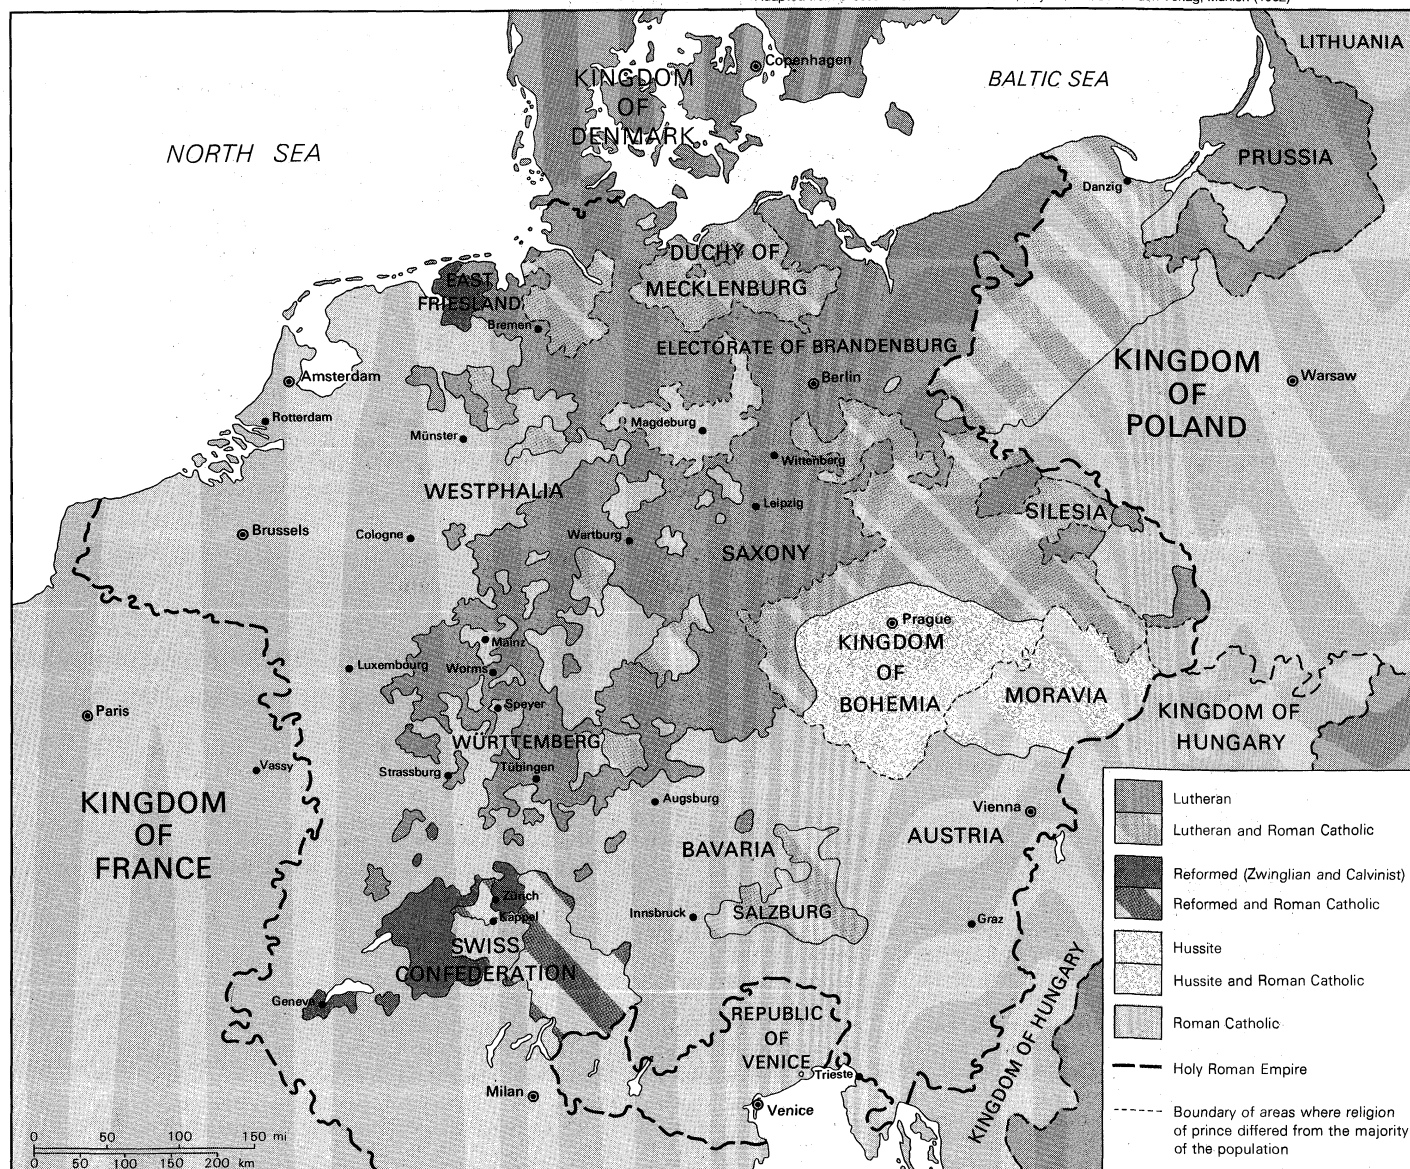 LITHUANIA
Copenhagen
KINGDOM
OF
DENMARK
BALTIC SEA
NORTH SEA
PRUSSIA
Danzig
DUCHY OF
MECKLENBURG
EAST
FRIESLAND
Bremen
ELECTORATE OF BRANDENBURG
Berlin
KINGDOM
OF
POLAND
Warsaw
Amsterdam
Rotterdam
Münster
Magdeburg
Wittenberg
WESTPHALIA
Leipzig
SILESIA
Brussels
Cologne
Wartburg
SAXONY
Prague
KINGDOM
OF
BOHEMIA
Mainz
Luxembourg
Worms
MORAVIA
Paris
Speyer
KINGDOM OF
HUNGARY
WÜRTTEMBERG
Vassy
Strassburg
Tübingen
Augsburg
Vienna
KINGDOM
OF
FRANCE
AUSTRIA
BAVARIA
Zürich
Kappel
Innsbruck
SALZBURG
Graz
SWISS
CONFEDERATION
Geneva
REPUBLIC
OF
VENICE
Trieste
KINGDOM OF HUNGARY
Milan
Venice
Lutheran
Lutheran and Roman Catholic
Reformed (Zwinglian and Calvinist)
Reformed and Roman Catholic
Hussite
Hussite and Roman Catholic
Roman Catholic
Holy Roman Empire
Boundary of areas where religion
of prince differed from the majority
of the population
0 50 100 150 mi
0 50 100 150 200 km